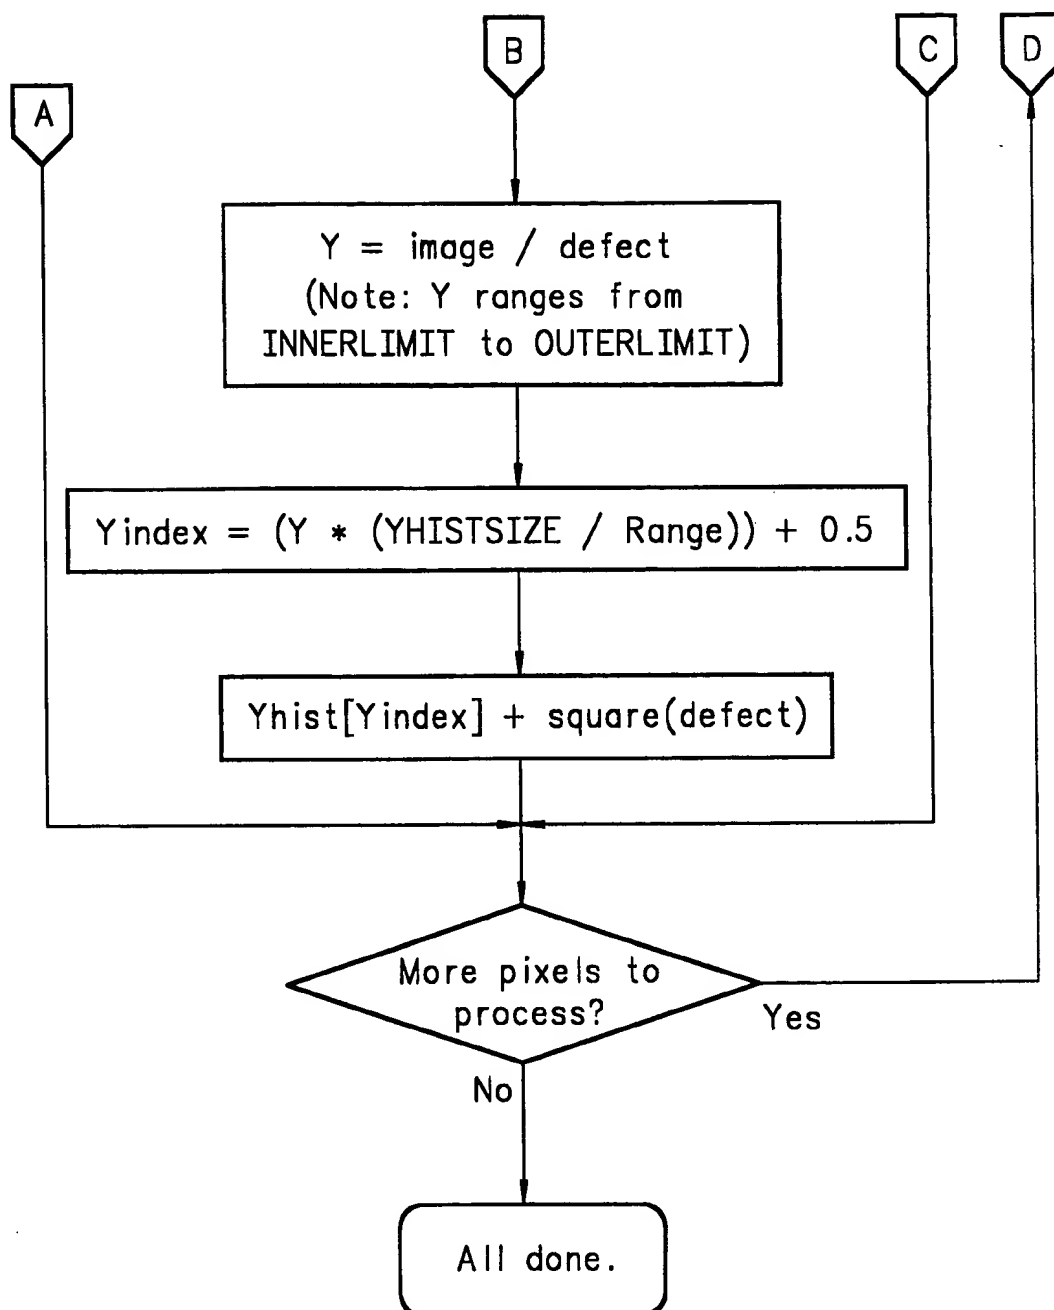 B
C
D
A
Y = image / defect
(Note: Y ranges from
INNERLIMIT to OUTERLIMIT)
Yindex = (Y * (YHISTSIZE / Range)) + 0.5
Yhist[Yindex] + square(defect)
More pixels to
process?
Yes
No
All done.